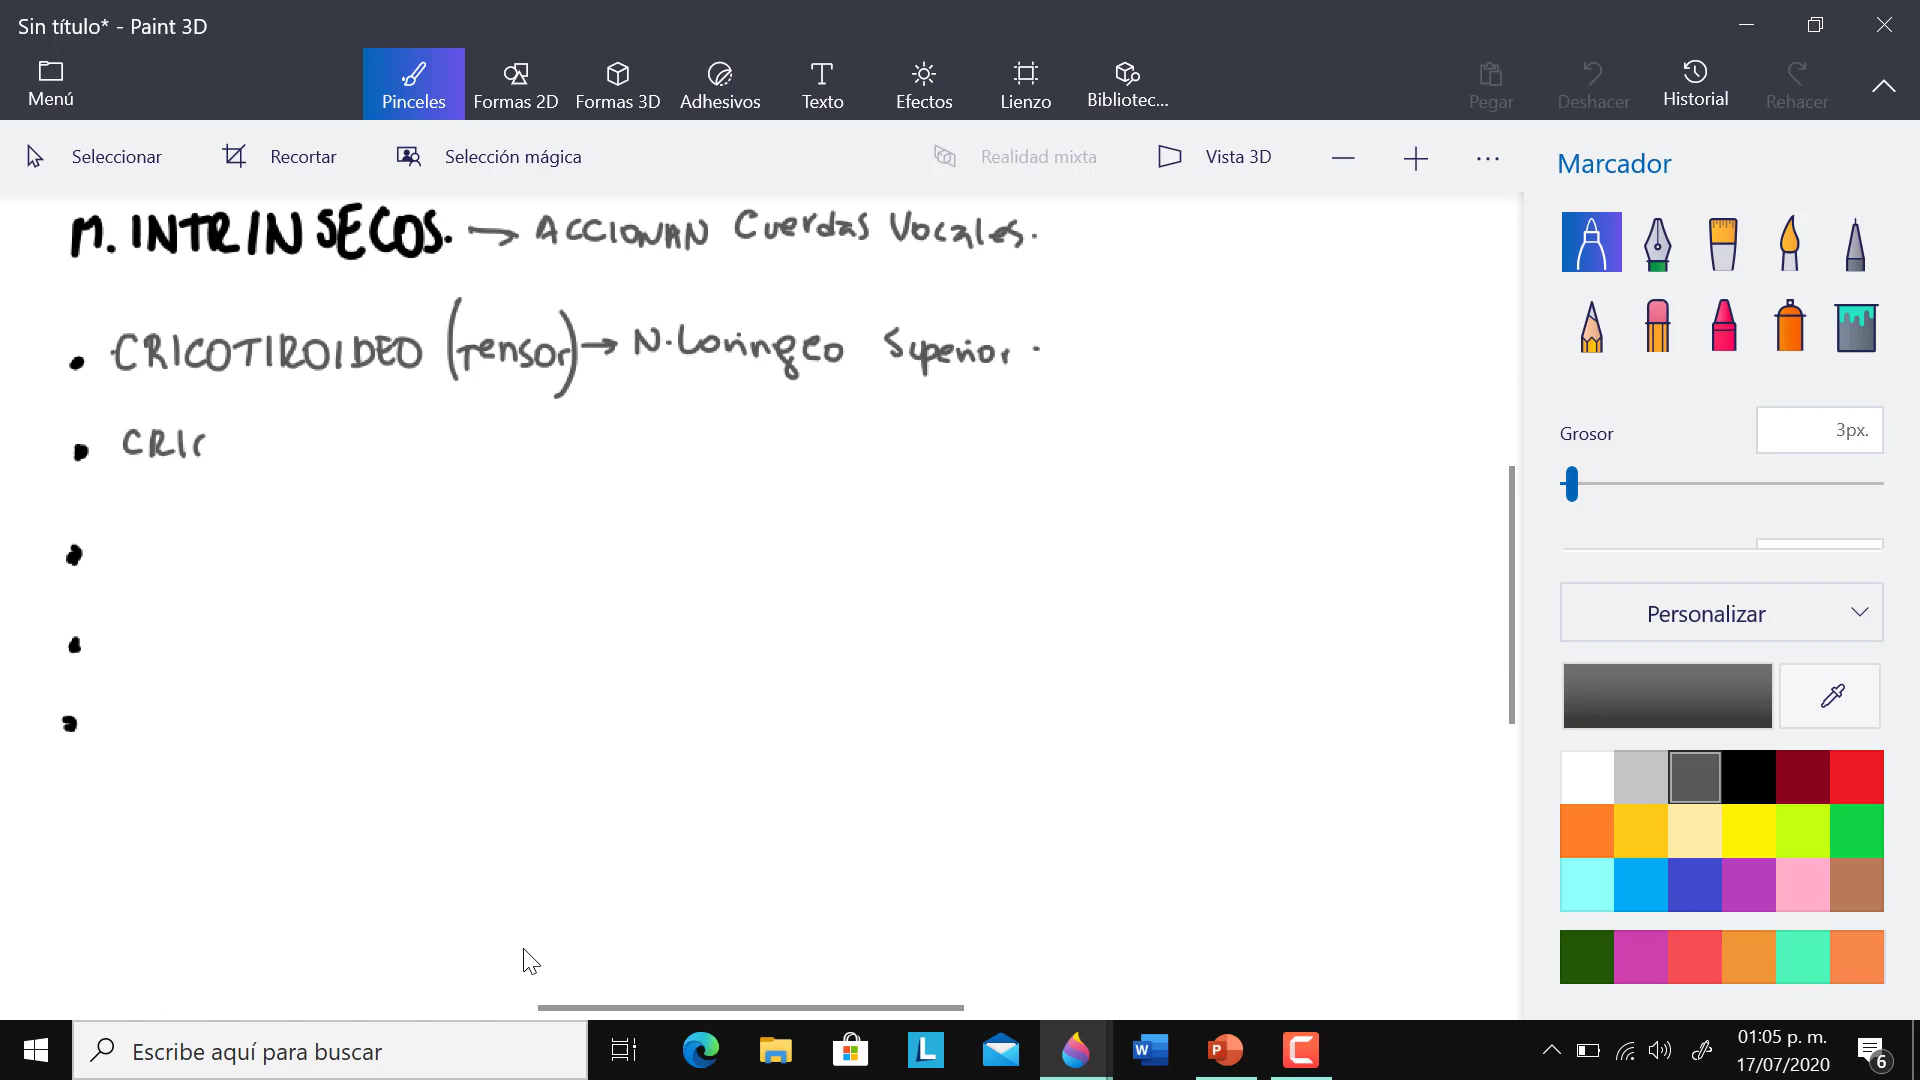 Sin título* - Paint 3D
Menú
Pinceles
Formas 2D
Formas 3D
Adhesivos
Texto
Efectos
Lienzo
Bibliotec...
Pegar
Deshacer
Historial
Rehacer
Seleccionar
Recortar
Selección mágica
Realidad mixta
Vista 3D
Marcador
M. INTRINSECOS. → ACCIONAN Cuerdas Vocales.
• CRICOTIROIDEO (Tensor) → N. Laringeo Superior.
• CRIC
•
•
•
Grosor
3px.
Personalizar
Escribe aquí para buscar
01:05 p. m.
17/07/2020
6